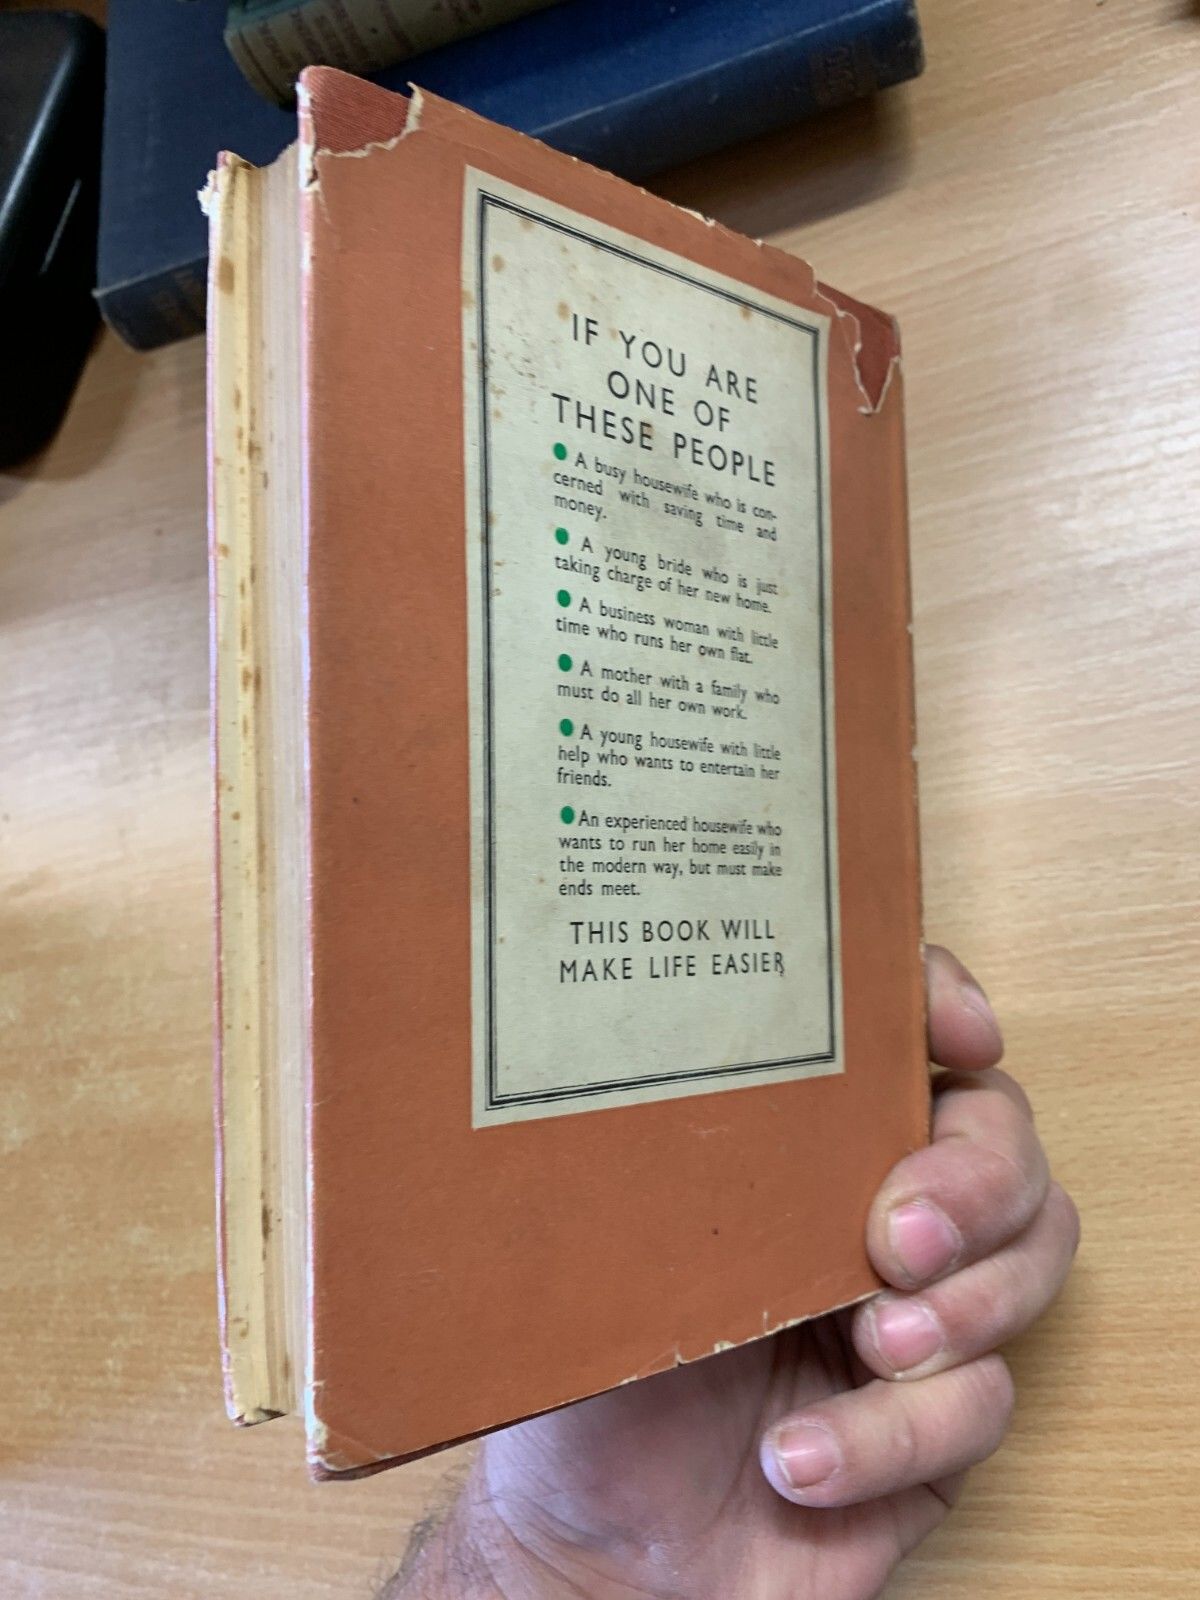 IF YOU ARE
ONE OF
THESE PEOPLE
● A busy housewife who is con-
cerned with saving time and
money.
● A young bride who is just
taking charge of her new home.
● A business woman with little
time who runs her own flat.
● A mother with a family who
must do all her own work.
● A young housewife with little
help who wants to entertain her
friends.
● An experienced housewife who
wants to run her home easily in
the modern way, but must make
ends meet.
THIS BOOK WILL
MAKE LIFE EASIER